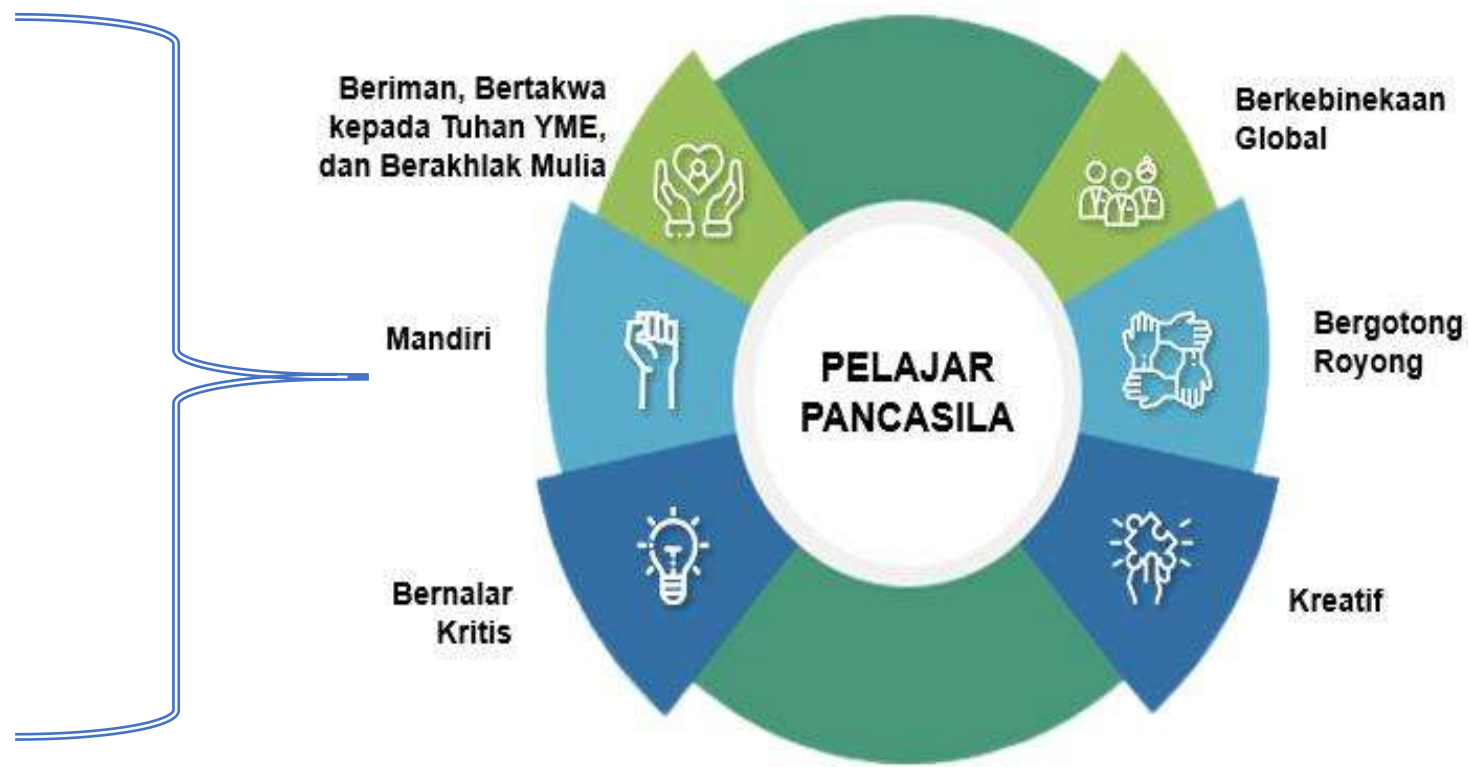 Beriman, Bertakwa
kepada Tuhan YME,
dan Berakhlak Mulia
Berkebinekaan
Global
Mandiri
PELAJAR
PANCASILA
Bergotong
Royong
Bernalar
Kritis
Kreatif